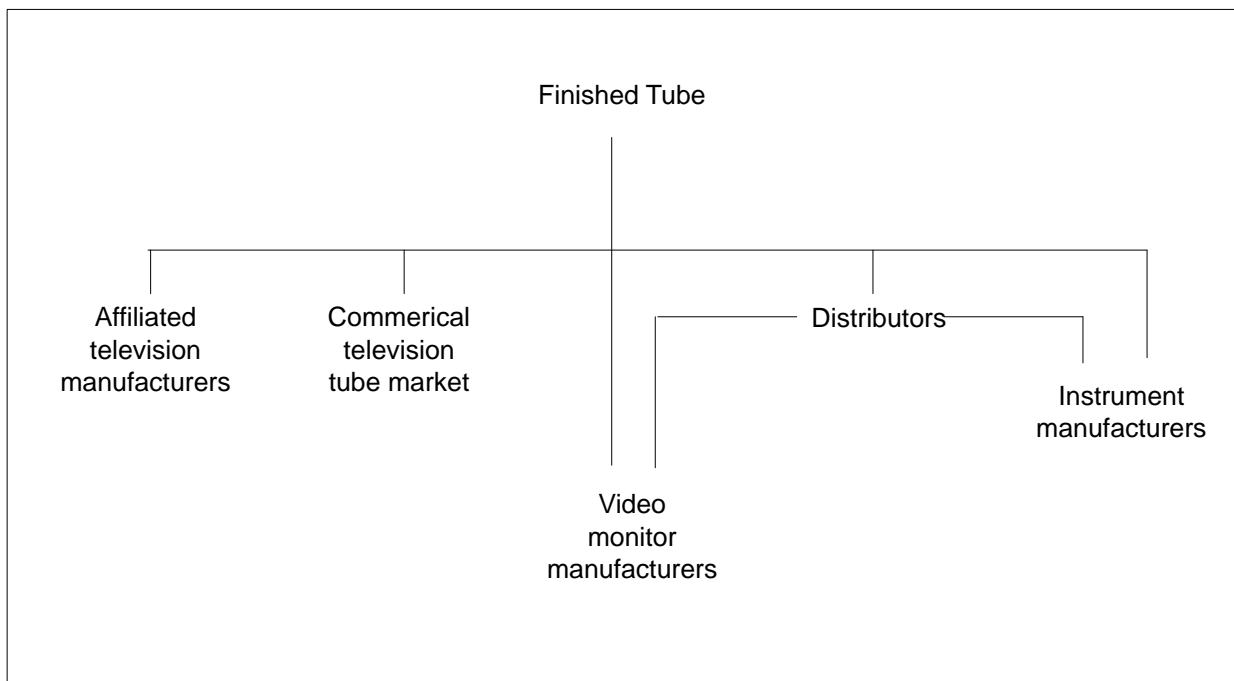 Finished Tube
Affiliated
television
manufacturers
Commerical
television
tube market
Distributors
Instrument
manufacturers
Video
monitor
manufacturers